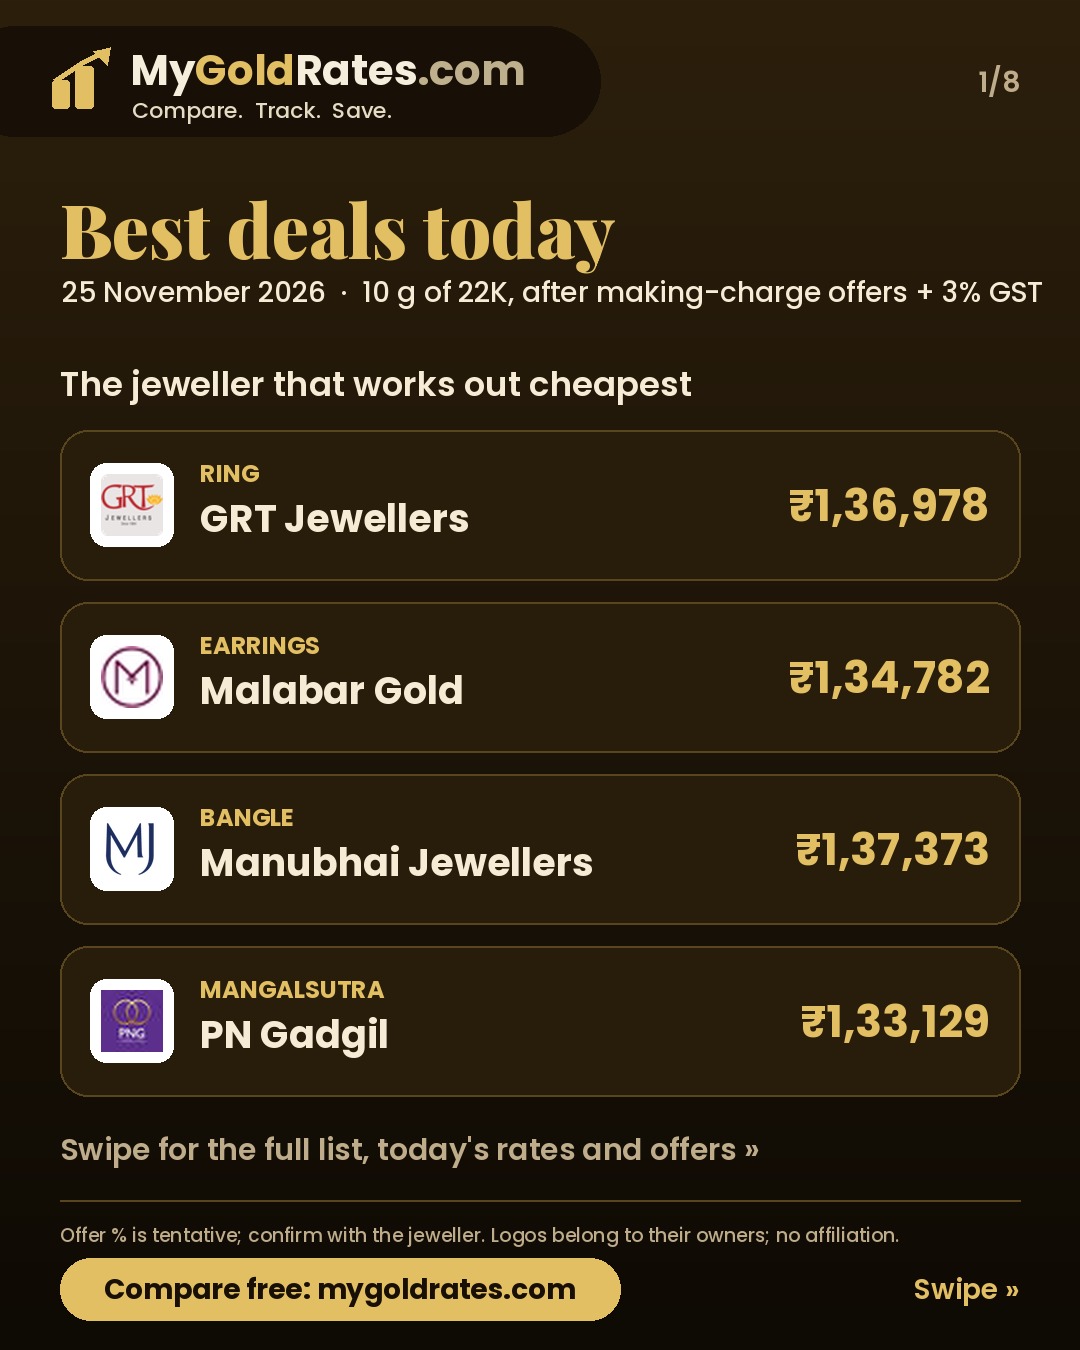 MyGoldRates.com
Compare. Track. Save.
1/8
Best deals today
25 November 2026 · 10 g of 22K, after making-charge offers + 3% GST
The jeweller that works out cheapest
GRT
JEWELLERS
RING
GRT Jewellers
₹1,36,978
M
EARRINGS
Malabar Gold
₹1,34,782
MJ
BANGLE
Manubhai Jewellers
₹1,37,373
PNG
MANGALSUTRA
PN Gadgil
₹1,33,129
Swipe for the full list, today's rates and offers »
Offer % is tentative; confirm with the jeweller. Logos belong to their owners; no affiliation.
Compare free: mygoldrates.com
Swipe »